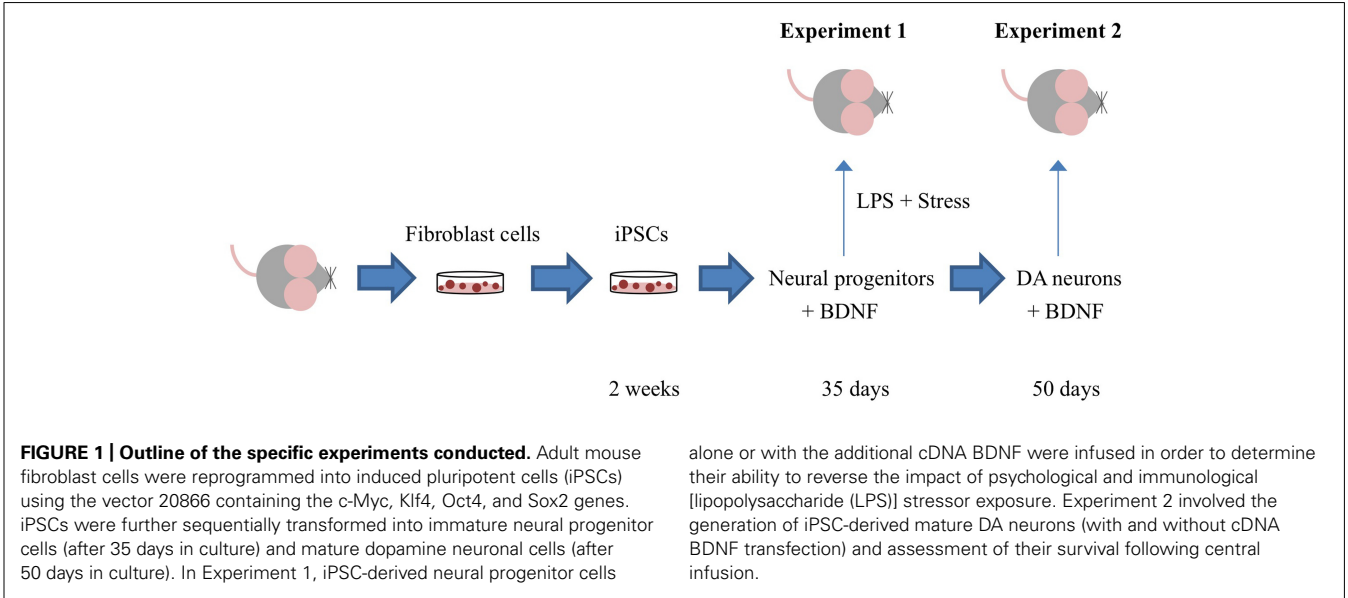 Experiment 1
Experiment 2
LPS + Stress
Fibroblast cells
iPSCs
Neural progenitors
+ BDNF
DA neurons
+ BDNF
2 weeks
35 days
50 days
FIGURE 1 | Outline of the specific experiments conducted. Adult mouse
fibroblast cells were reprogrammed into induced pluripotent cells (iPSCs)
using the vector 20866 containing the c-Myc, Klf4, Oct4, and Sox2 genes.
iPSCs were further sequentially transformed into immature neural progenitor
cells (after 35 days in culture) and mature dopamine neuronal cells (after
50 days in culture). In Experiment 1, iPSC-derived neural progenitor cells
alone or with the additional cDNA BDNF were infused in order to determine
their ability to reverse the impact of psychological and immunological
[lipopolysaccharide (LPS)] stressor exposure. Experiment 2 involved the
generation of iPSC-derived mature DA neurons (with and without cDNA
BDNF transfection) and assessment of their survival following central
infusion.